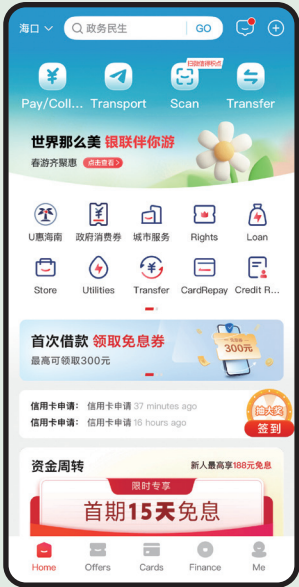 海口 政务民生 GO
扫码值得积点
Pay/Coll... Transport Scan Transfer
世界那么美 银联伴你游
春游齐聚惠 点击查看>
U惠海南 政府消费券 城市服务 Rights Loan
Store Utilities Transfer CardRepay Credit R...
首次借款 领取免息券
最高可领取300元
300元
信用卡申请： 信用卡申请 37 minutes ago
信用卡申请： 信用卡申请 16 hours ago
抽大奖
签到
资金周转 新人最高享188元免息
限时专享
首期15天免息
Home Offers Cards Finance Me